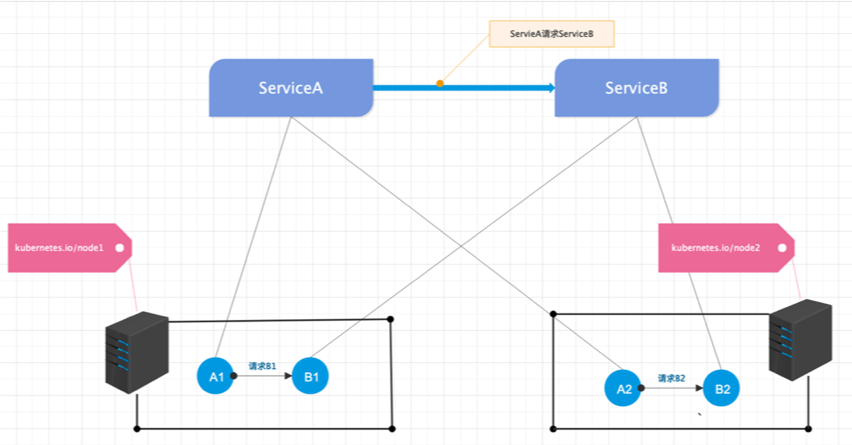 ServieA请求ServiceB
ServiceA
ServiceB
kubernetes.io/node1
kubernetes.io/node2
请求B1
A1
B1
请求B2
A2
B2